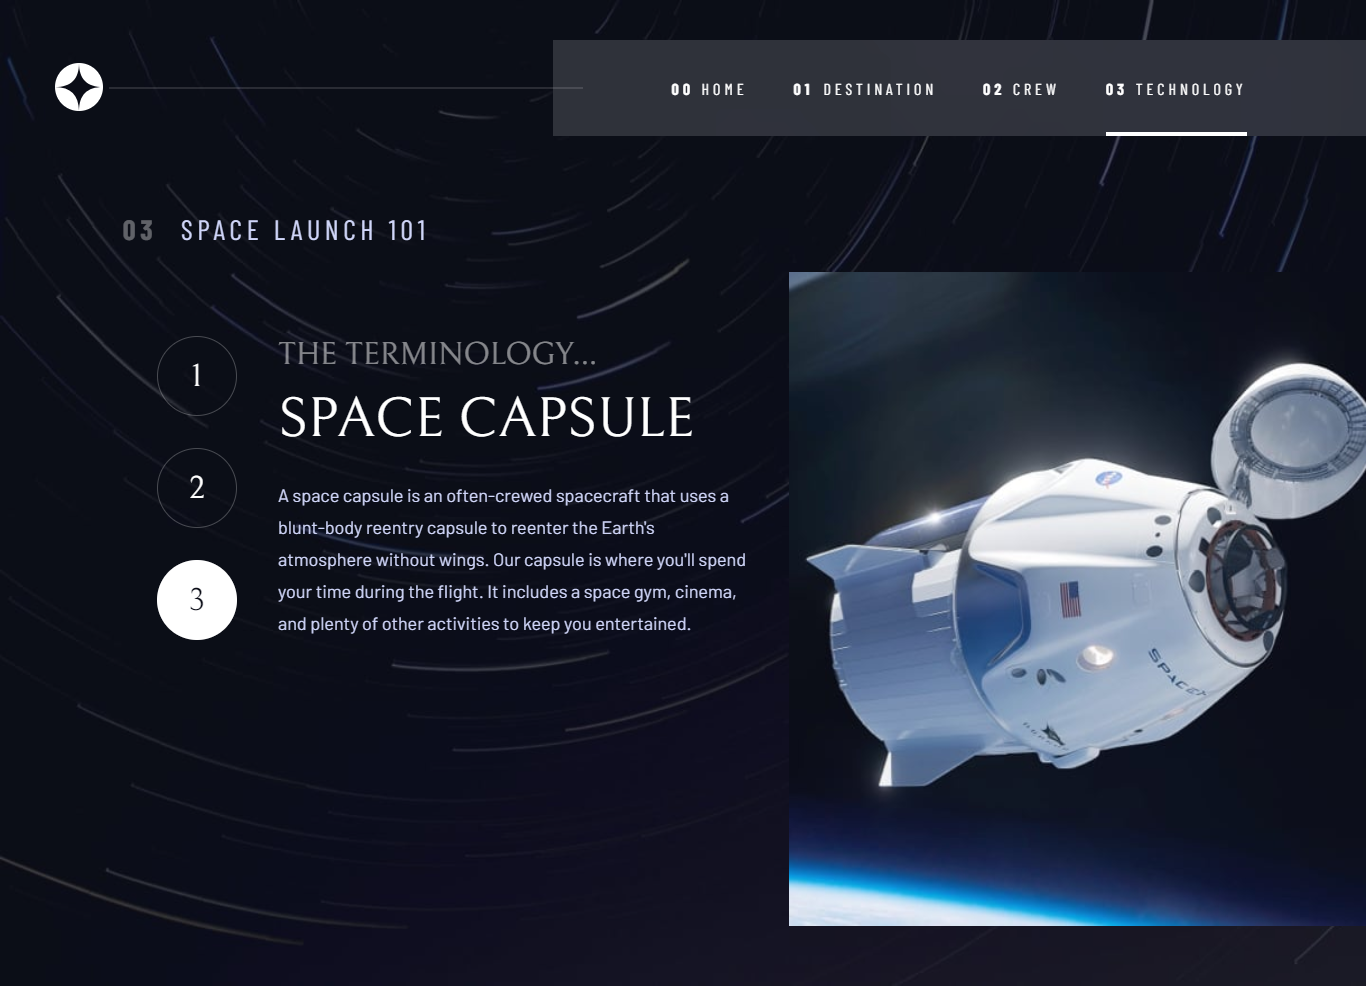 00 HOME 01 DESTINATION 02 CREW 03 TECHNOLOGY
03 SPACE LAUNCH 101
THE TERMINOLOGY...
SPACE CAPSULE
1
2
3
A space capsule is an often-crewed spacecraft that uses a
blunt-body reentry capsule to reenter the Earth's
atmosphere without wings. Our capsule is where you'll spend
your time during the flight. It includes a space gym, cinema,
and plenty of other activities to keep you entertained.
SPACEX